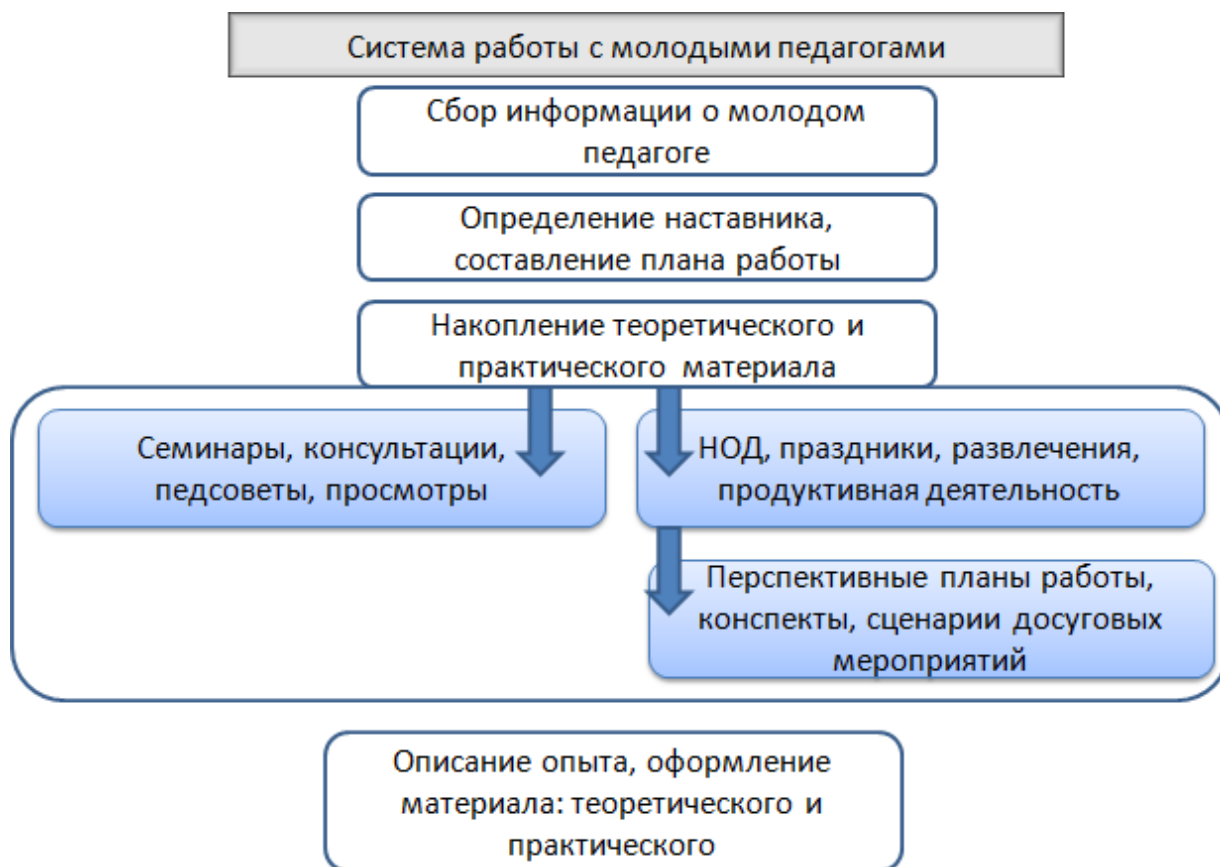 Система работы с молодыми педагогами
Сбор информации о молодом
педагоге
Определение наставника,
составление плана работы
Накопление теоретического и
практического материала
Семинары, консультации,
педсоветы, просмотры
НОД, праздники, развлечения,
продуктивная деятельность
Перспективные планы работы,
конспекты, сценарии досуговых
мероприятий
Описание опыта, оформление
материала: теоретического и
практического